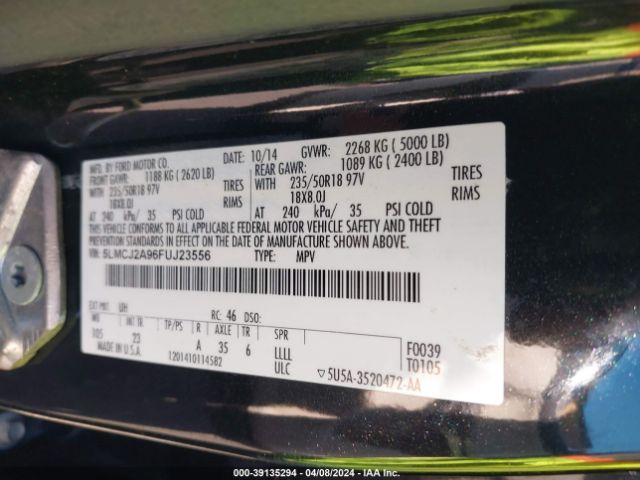 MFD. BY FORD MOTOR CO.
DATE: 10/14 GVWR: 2268 KG ( 5000 LB)
FRONT GAWR: 1188 KG ( 2620 LB)
REAR GAWR: 1089 KG ( 2400 LB)
WITH 235/50R18 97V TIRES
WITH 235/50R18 97V TIRES
18X8.0J RIMS
18X8.0J RIMS
AT 240 kPa/ 35 PSI COLD
AT 240 kPa/ 35 PSI COLD
THIS VEHICLE CONFORMS TO ALL APPLICABLE FEDERAL MOTOR VEHICLE SAFETY AND THEFT
PREVENTION STANDARDS IN EFFECT ON THE DATE OF MANUFACTURE SHOWN ABOVE.
VIN: 5LMCJ2A96FUJ23556 TYPE: MPV
EXT PNT: UH RC: 46 DSO:
WB INT TR TP/PS R AXLE TR SPR
105 23 A 35 6 LLLL F0039
MADE IN U.S.A. 1201410114582 ULC T0105
▽5U5A-3520472-AA
000-39135294 - 04/08/2024 - IAA Inc.